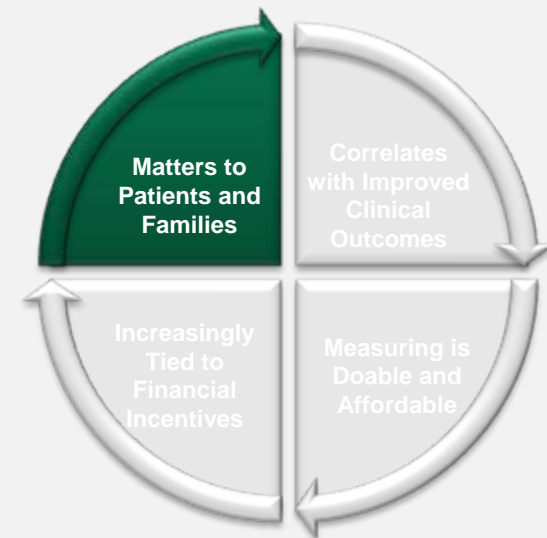 Matters to
Patients and
Families
Correlates
with Improved
Clinical
Outcomes
Increasingly
Tied to
Financial
Incentives
Measuring is
Doable and
Affordable